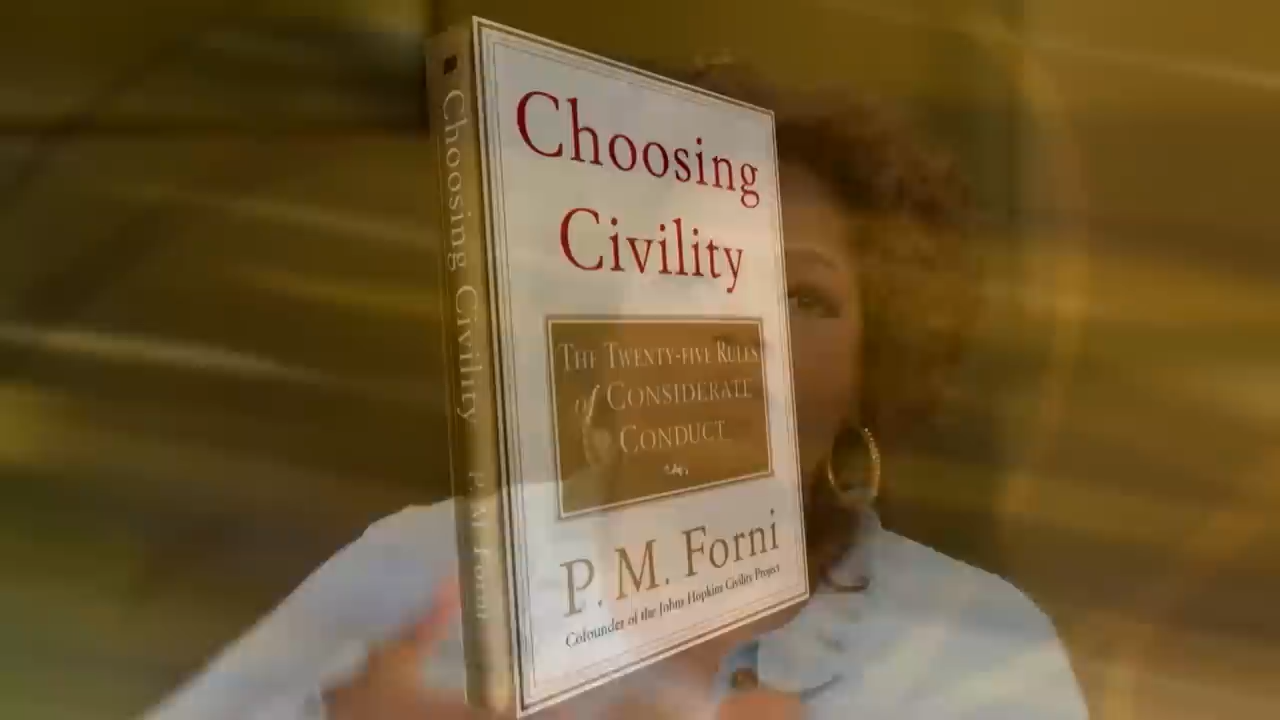 Choosing
Civility
THE TWENTY-FIVE RULES
of CONSIDERATE
CONDUCT
P. M. Forni
Cofounder of the Johns Hopkins Civility Project
Choosing Civility P. M. Forni